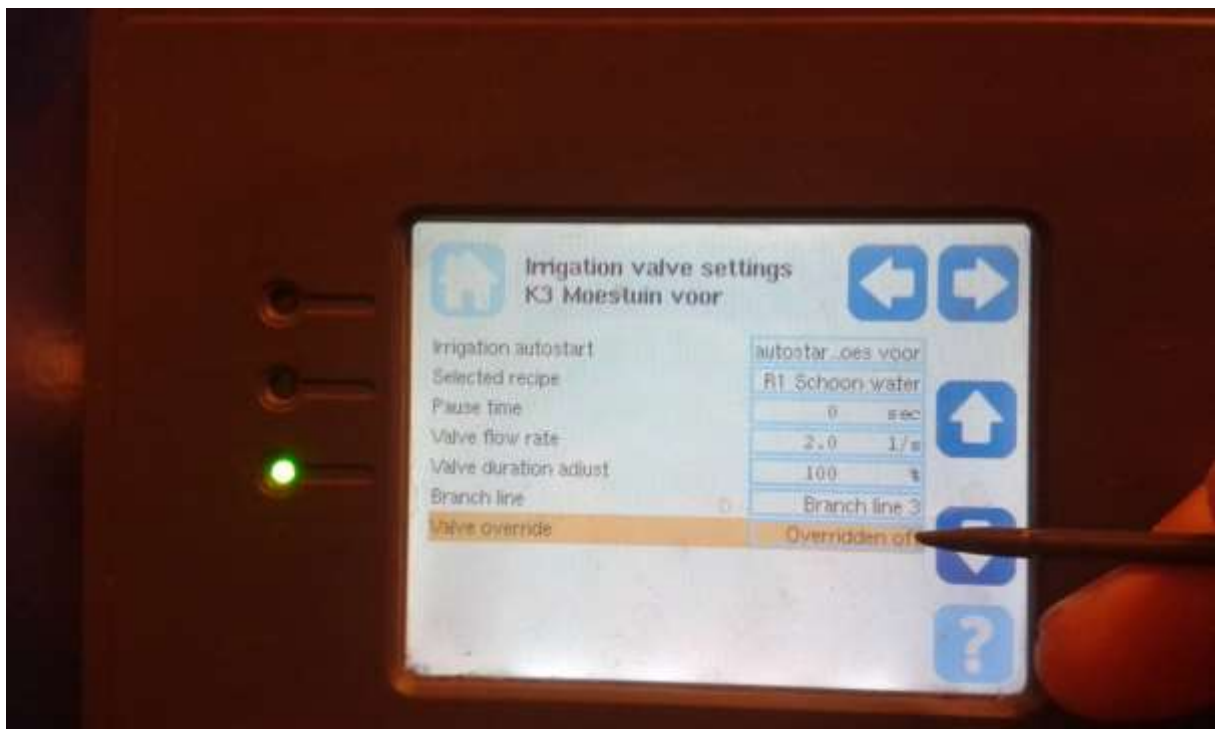 Irrigation valve settings
K3 Moestuin voor
Irrigation autostart autostar..oes voor
Selected recipe R1 Schoon water
Pause time 0 sec
Valve flow rate 2.0 l/s
Valve duration adjust 100 %
Branch line Branch line 3
Valve override Overridden off
?